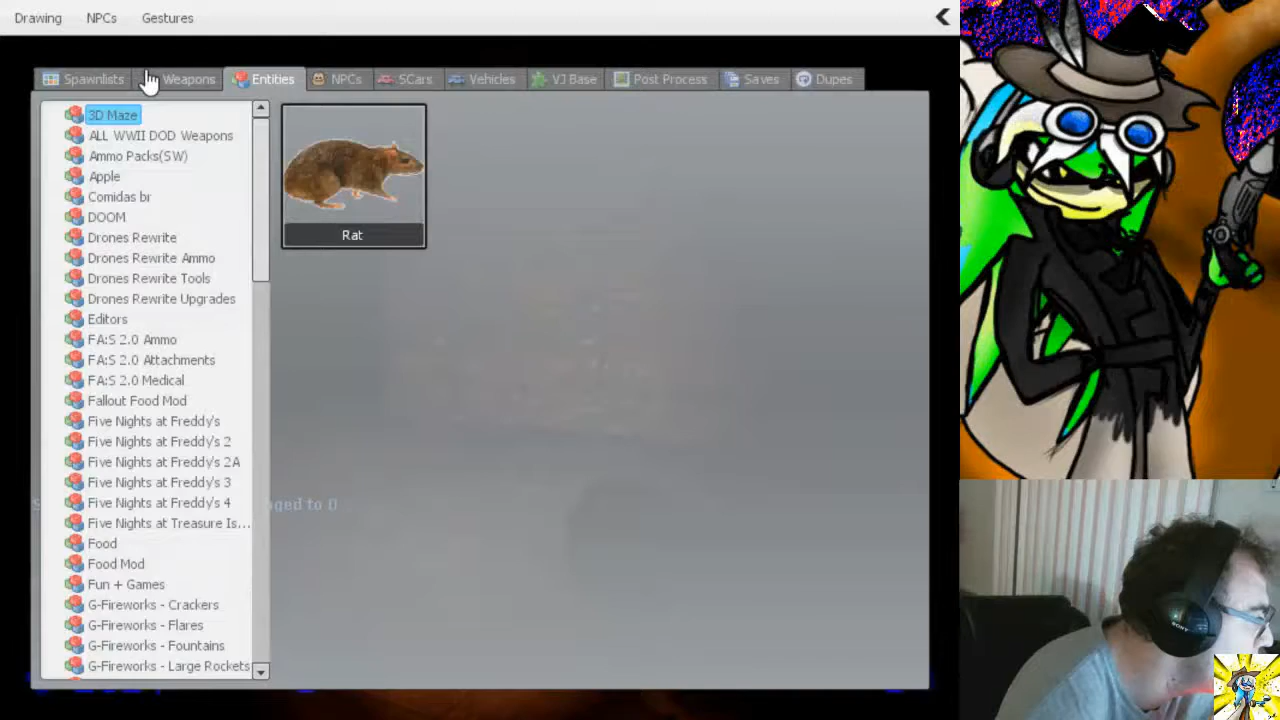 Drawing NPCs Gestures
Spawnlists Weapons Entities NPCs SCars Vehicles VJ Base Post Process Saves Dupes
3D Maze
ALL WWII DOD Weapons
Ammo Packs(SW)
Apple
Comidas br
DOOM
Drones Rewrite
Drones Rewrite Ammo
Drones Rewrite Tools
Drones Rewrite Upgrades
Editors
FA:S 2.0 Ammo
FA:S 2.0 Attachments
FA:S 2.0 Medical
Fallout Food Mod
Five Nights at Freddy's
Five Nights at Freddy's 2
Five Nights at Freddy's 2A
Five Nights at Freddy's 3
Five Nights at Freddy's 4
Five Nights at Treasure Is...
Food
Food Mod
Fun + Games
G-Fireworks - Crackers
G-Fireworks - Flares
G-Fireworks - Fountains
G-Fireworks - Large Rockets
Rat
nged to 0
SONY